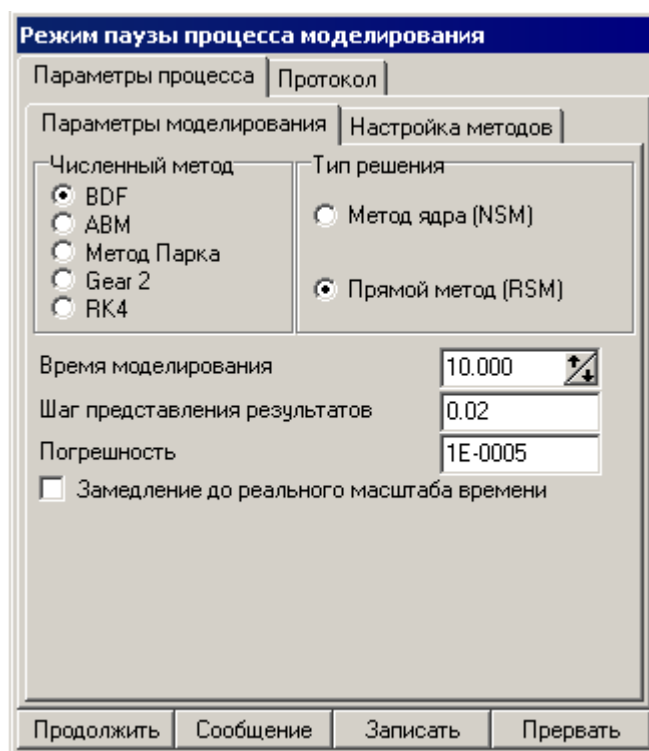 Режим паузы процесса моделирования
Параметры процесса Протокол
Параметры моделирования Настройка методов
Численный метод Тип решения
BDF
ABM
Метод Парка
Gear 2
RK4
Метод ядра (NSM)
Прямой метод (RSM)
Время моделирования 10.000
Шаг представления результатов 0.02
Погрешность 1E-0005
Замедление до реального масштаба времени
Продолжить Сообщение Записать Прервать